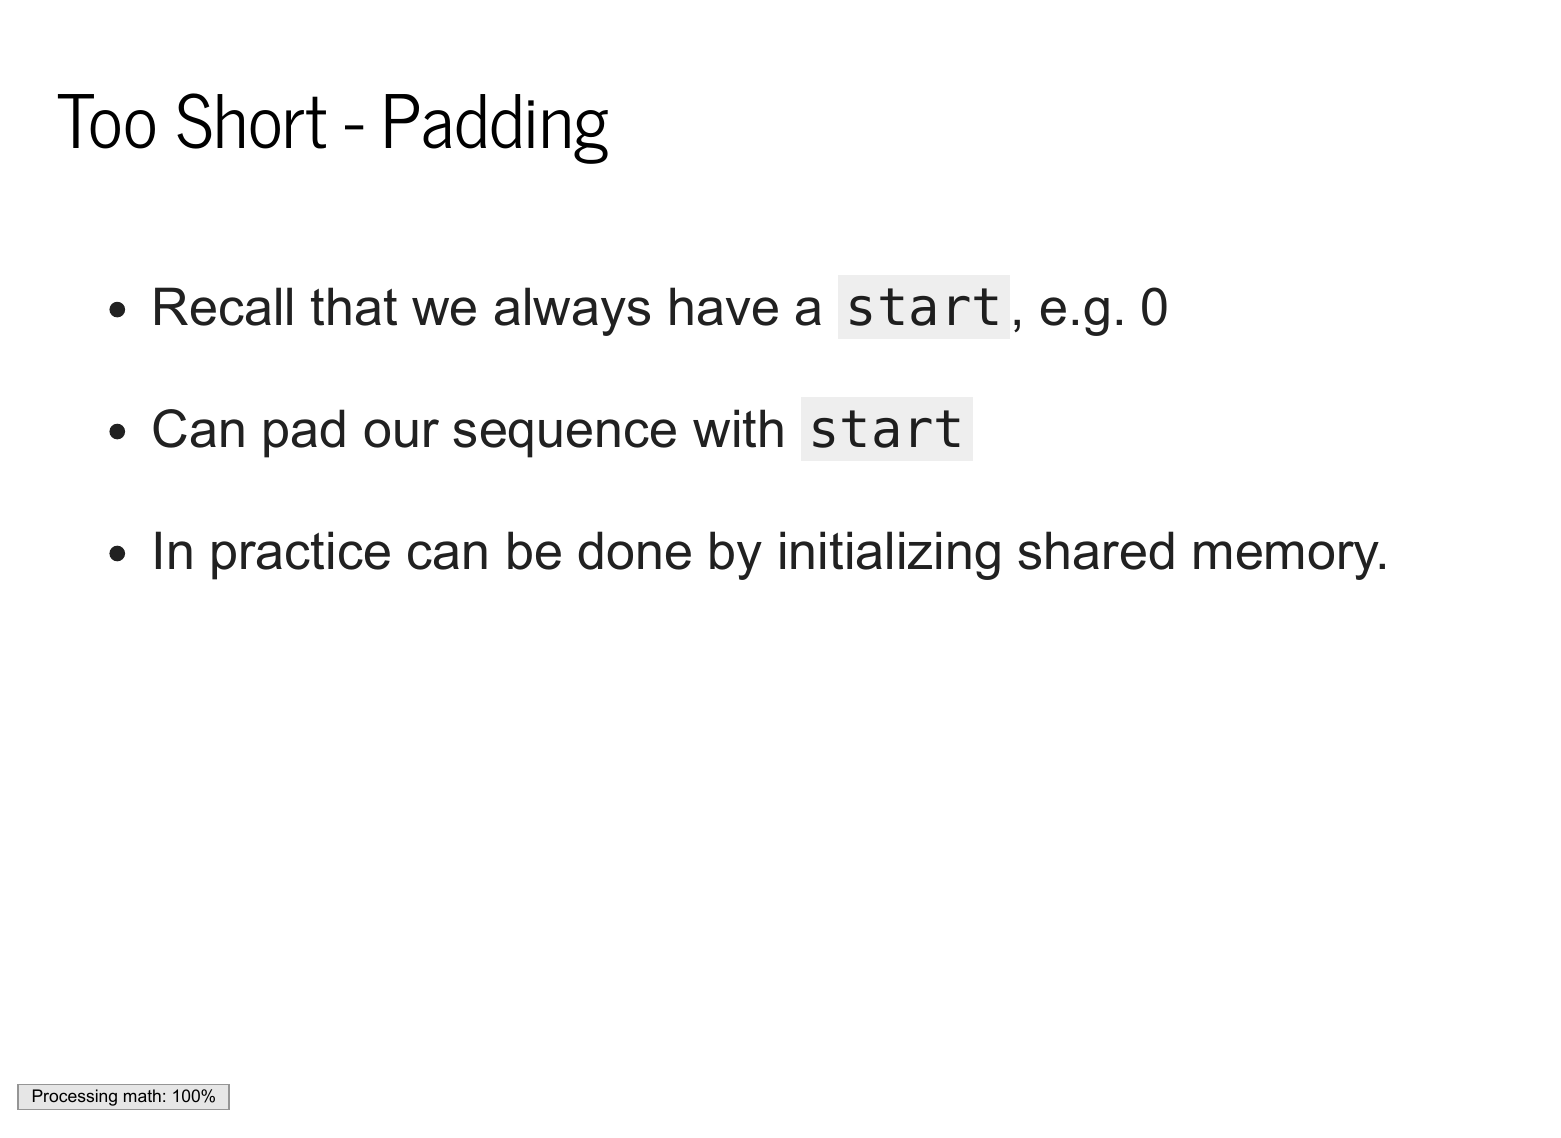 Too Short - Padding
• Recall that we always have a start, e.g. 0
• Can pad our sequence with start
• In practice can be done by initializing shared memory.
Processing math: 100%